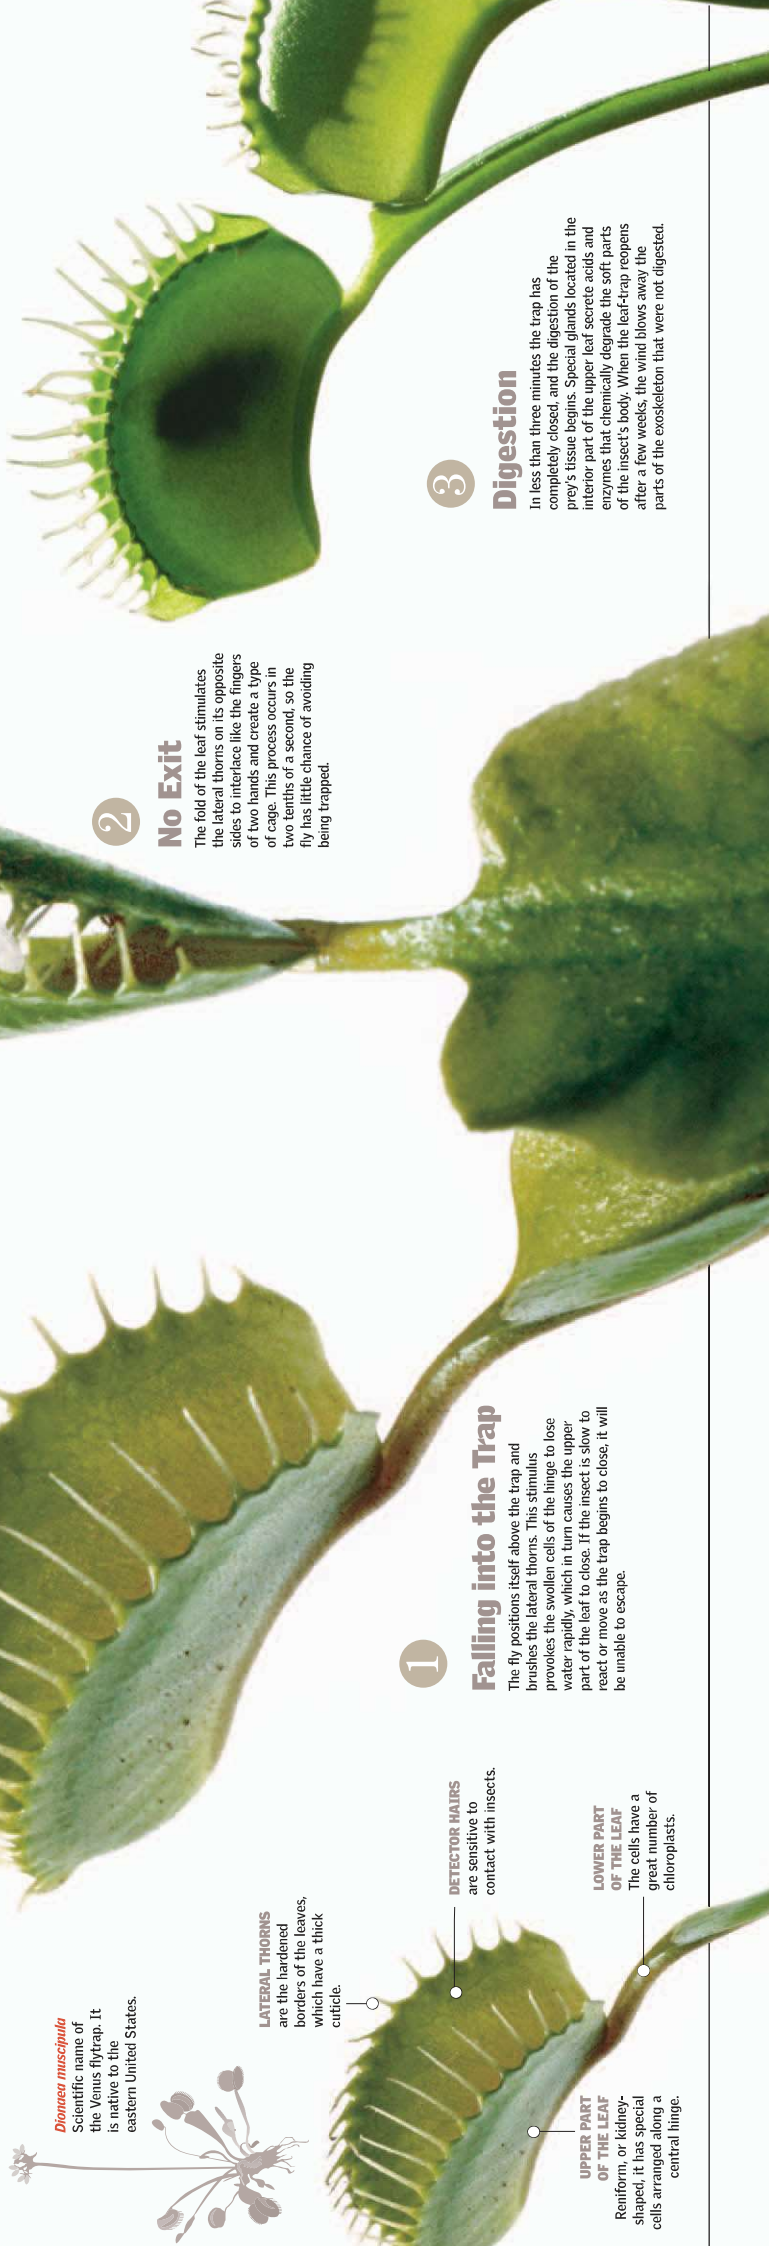 Dionaea muscipula
Scientific name of
the Venus flytrap. It
is native to the
eastern United States.
LATERAL THORNS
are the hardened
borders of the leaves,
which have a thick
cuticle.
DETECTOR HAIRS
are sensitive to
contact with insects.
UPPER PART
OF THE LEAF
Reniform, or kidney-
shaped, it has special
cells arranged along a
central hinge.
LOWER PART
OF THE LEAF
The cells have a
great number of
chloroplasts.
1
Falling into the Trap
The fly positions itself above the trap and
brushes the lateral thorns. This stimulus
provokes the swollen cells of the hinge to lose
water rapidly, which in turn causes the upper
part of the leaf to close. If the insect is slow to
react or move as the trap begins to close, it will
be unable to escape.
2
No Exit
The fold of the leaf stimulates
the lateral thorns on its opposite
sides to interlace like the fingers
of two hands and create a type
of cage. This process occurs in
two tenths of a second, so the
fly has little chance of avoiding
being trapped.
3
Digestion
In less than three minutes the trap has
completely closed, and the digestion of the
prey's tissue begins. Special glands located in the
interior part of the upper leaf secrete acids and
enzymes that chemically degrade the soft parts
of the insect's body. When the leaf-trap reopens
after a few weeks, the wind blows away the
parts of the exoskeleton that were not digested.